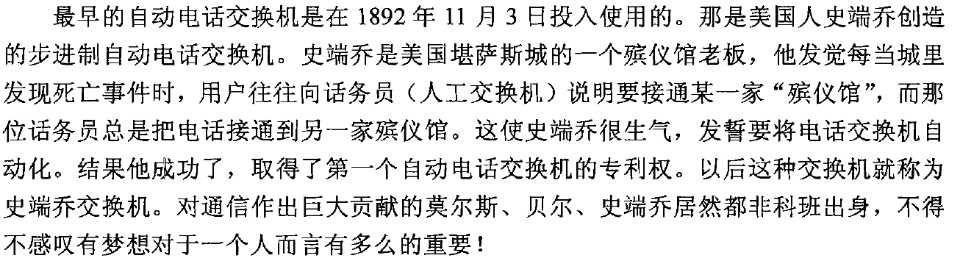 最早的自动电话交换机是在 1892 年 11 月 3 日投入使用的。那是美国人史端乔创造
的步进制自动电话交换机。史端乔是美国堪萨斯城的一个殡仪馆老板，他发觉每当城里
发现死亡事件时，用户往往向话务员（人工交换机）说明要接通某一家“殡仪馆”，而那
位话务员总是把电话接通到另一家殡仪馆。这使史端乔很生气，发誓要将电话交换机自
动化。结果他成功了，取得了第一个自动电话交换机的专利权。以后这种交换机就称为
史端乔交换机。对通信作出巨大贡献的莫尔斯、贝尔、史端乔居然都非科班出身，不得
不感叹有梦想对于一个人而言有多么的重要！